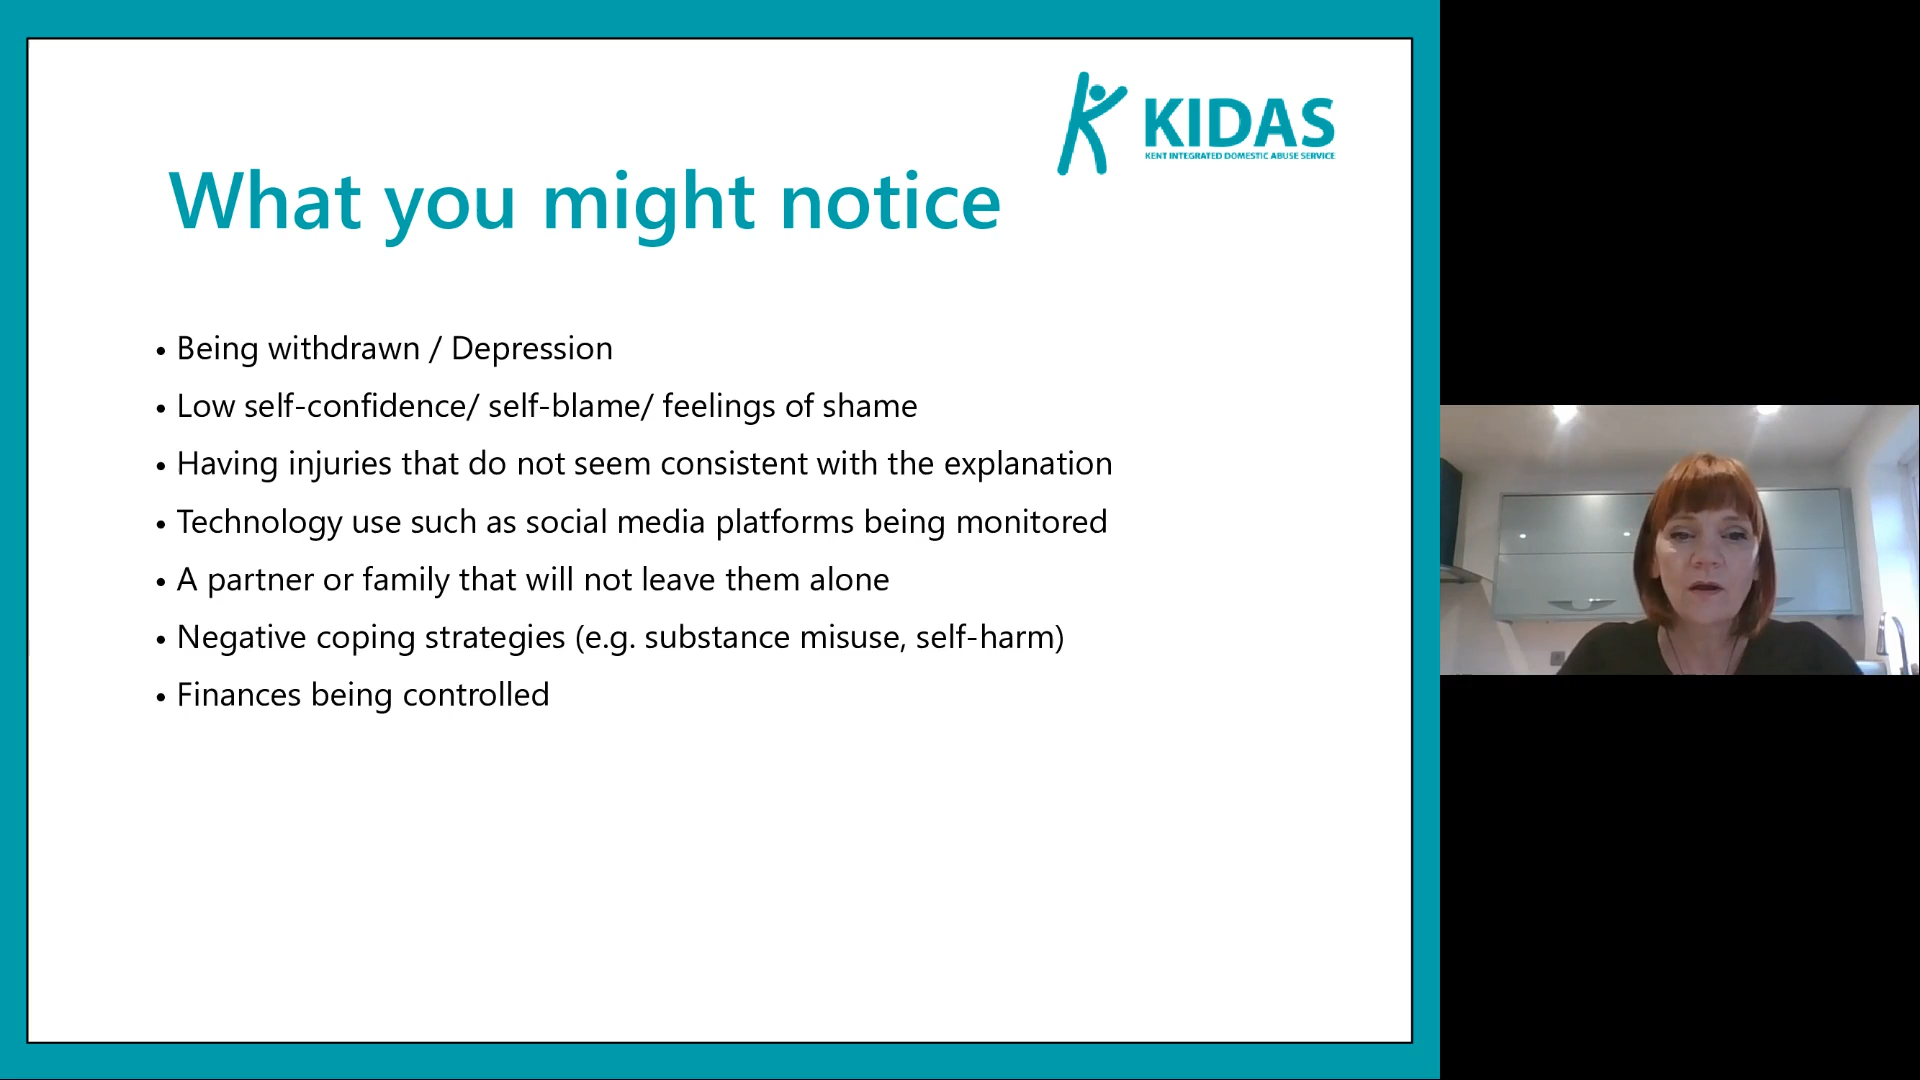 KIDAS
KENT INTEGRATED DOMESTIC ABUSE SERVICE
What you might notice
• Being withdrawn / Depression
• Low self-confidence/ self-blame/ feelings of shame
• Having injuries that do not seem consistent with the explanation
• Technology use such as social media platforms being monitored
• A partner or family that will not leave them alone
• Negative coping strategies (e.g. substance misuse, self-harm)
• Finances being controlled